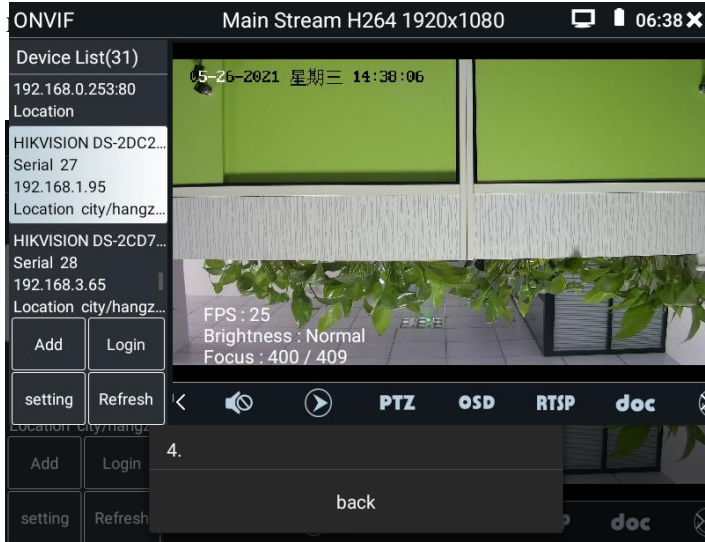 ONVIF
Main Stream H264 1920x1080
06:38
Device List(31)
192.168.0.253:80
Location
HIKVISION DS-2DC2...
Serial 27
192.168.1.95
Location city/hangz...
HIKVISION DS-2CD7...
Serial 28
192.168.3.65
Location city/hangz...
Add
Login
setting
Refresh
05-26-2021 星期三 14:38:06
FPS : 25
Brightness : Normal
Focus : 400 / 409
PTZ
OSD
RTSP
doc
Location city/hangz...
Add
Login
setting
Refresh
4.
back
doc